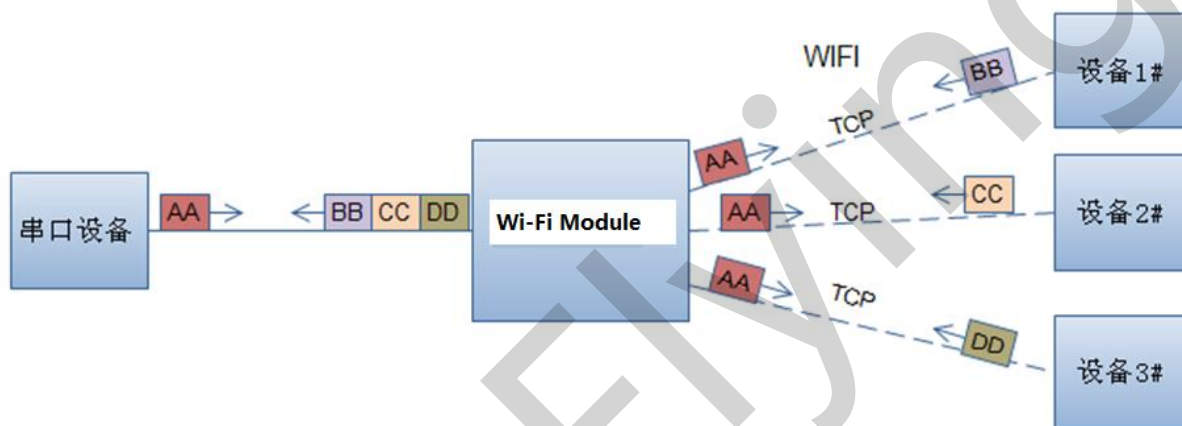 WIFI
BB
设备1#
TCP
AA
串口设备
AA
BB CC DD
Wi-Fi Module
AA
TCP
CC
设备2#
AA
TCP
DD
设备3#
Flying